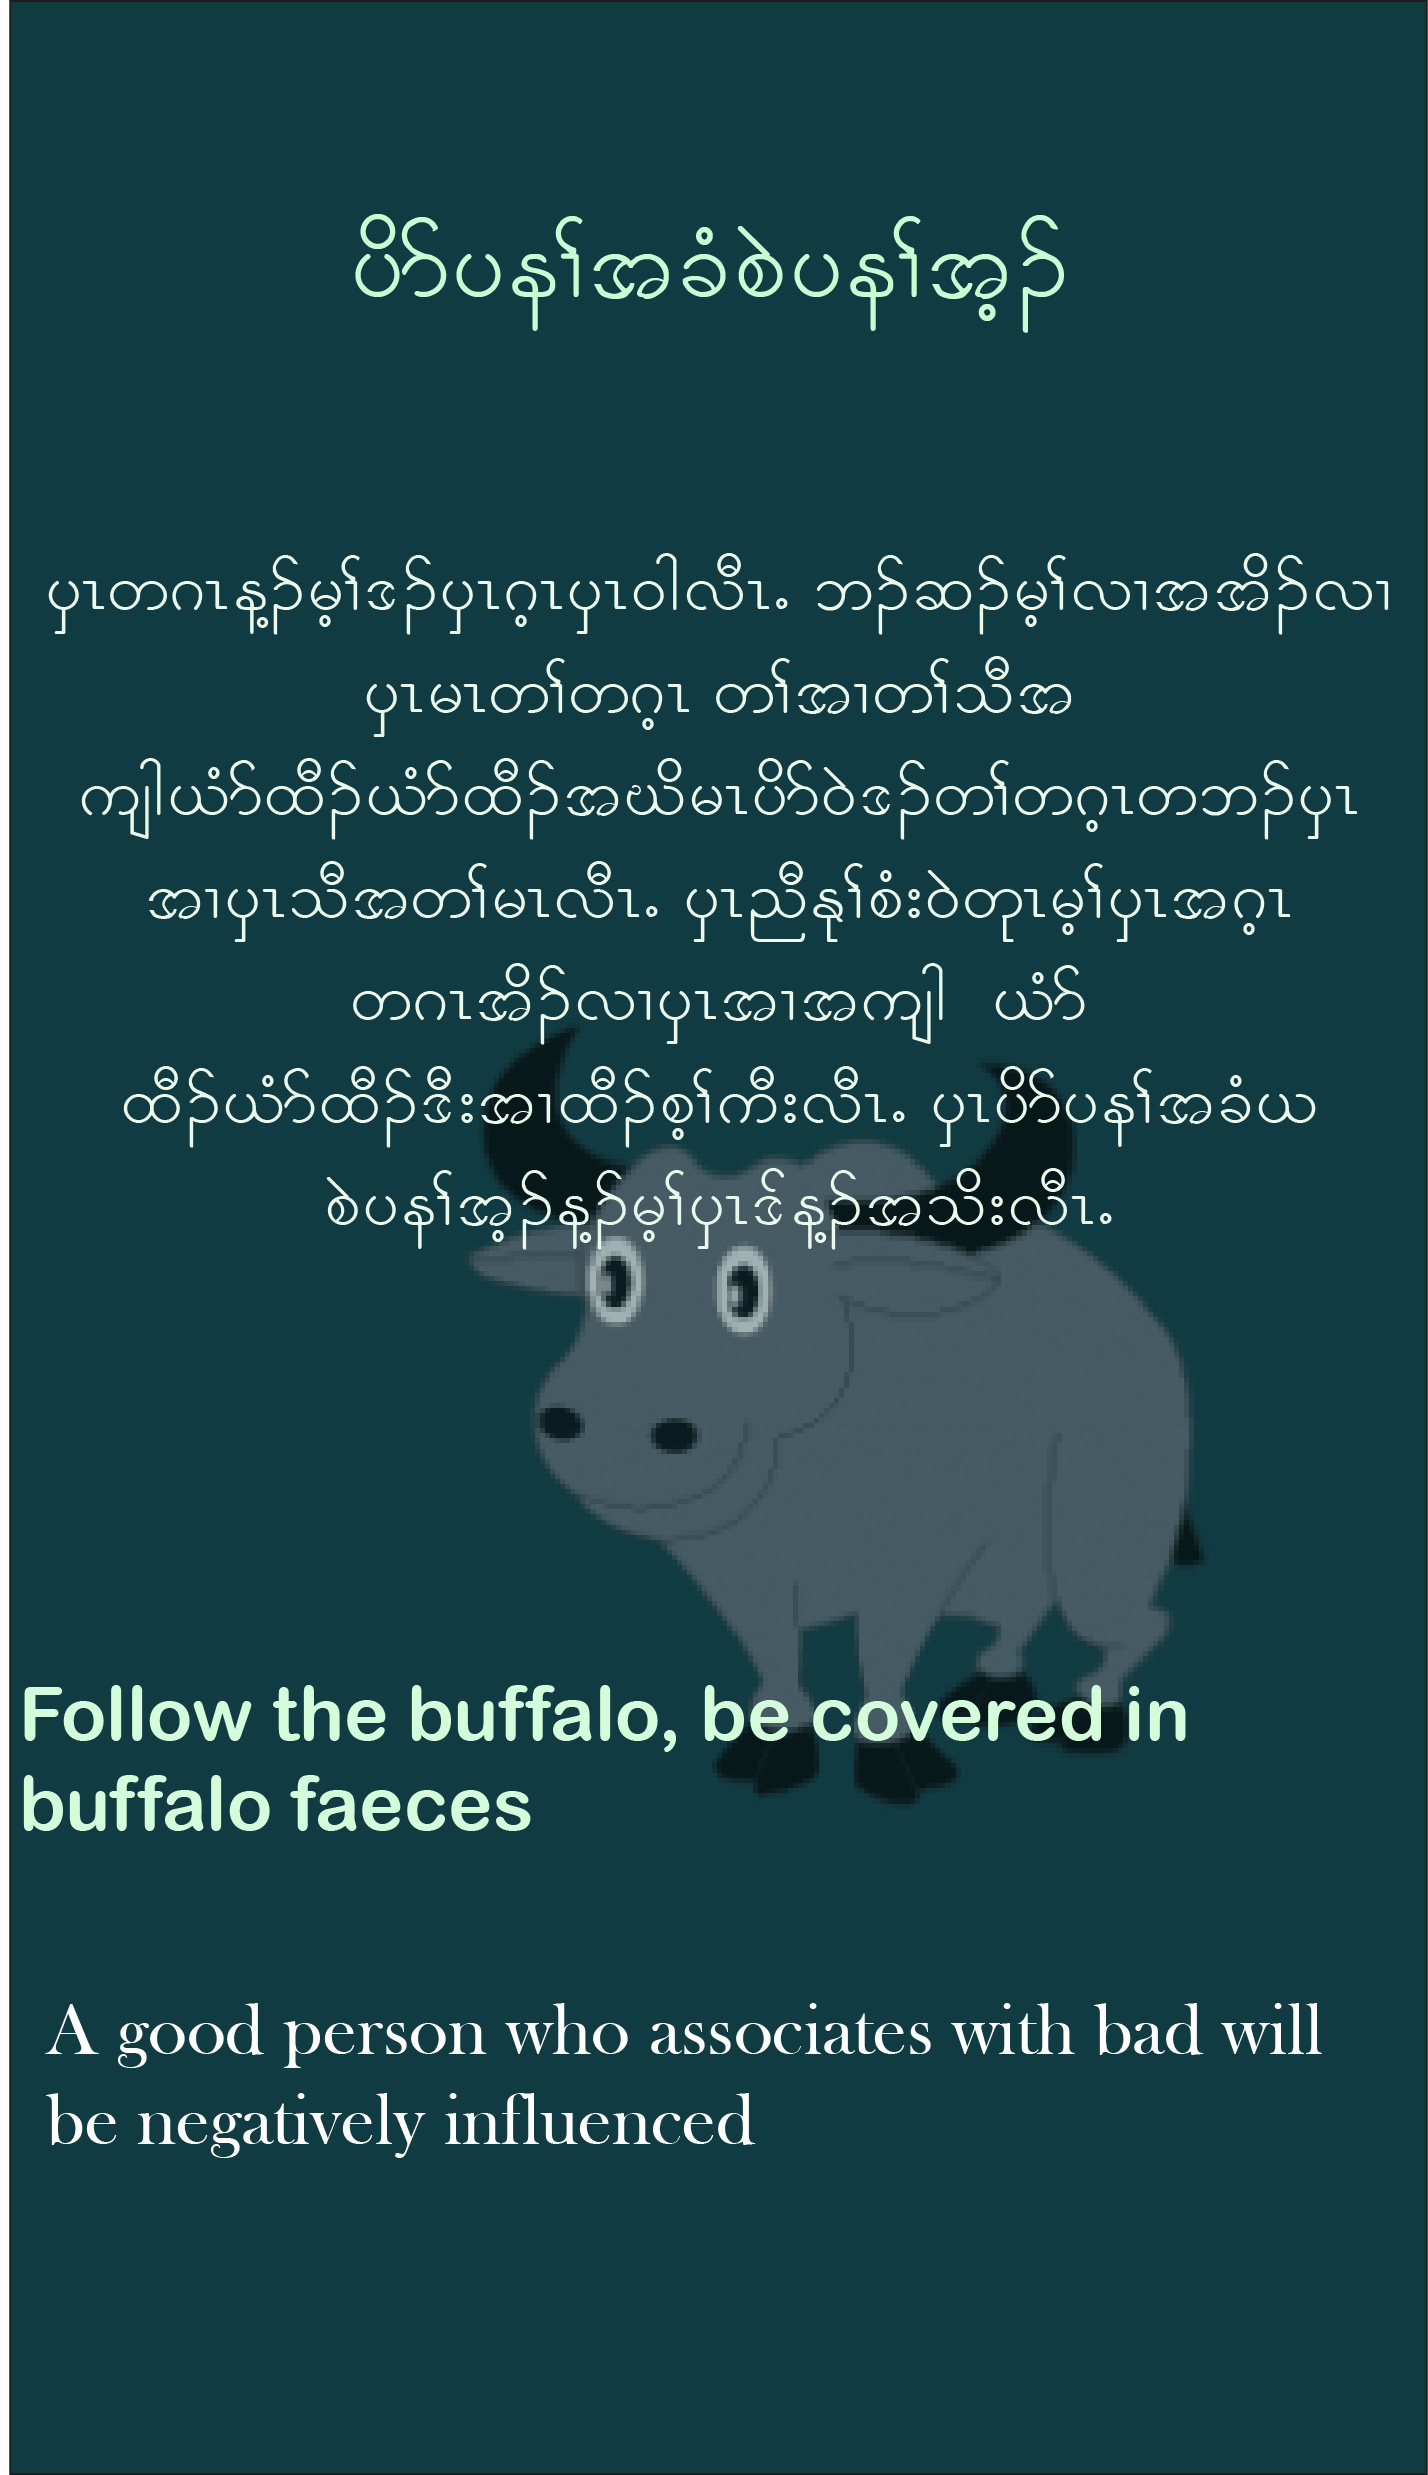 ပိာ်ပနၢ်အခံစဲပနၢ်အ့ၣ်
ပှၤတဂၤန့ၣ်မ့ၢ်ဒၣ်ပှၤဂ့ၤပှၤဝါလီၤႉ ဘၣ်ဆၣ်မ့ၢ်လၢအအိၣ်လၢ
ပှၤမၤတၢ်တဂ့ၤ တၢ်အၢတၢ်သီအ
ကျါယံာ်ထီၣ်ယံာ်ထီၣ်အဃိမၤပိာ်ဝဲဒၣ်တၢ်တဂ့ၤတဘၣ်ပှၤ
အၢပှၤသီအတၢ်မၤလီၤႉ ပှၤညီနုၢ်စံးဝဲတုၤမ့ၢ်ပှၤအဂ့ၤ
တဂၤအိၣ်လၢပှၤအၢအကျါ ယံာ်
ထီၣ်ယံာ်ထီၣ်ဒီးအၢထီၣ်စ့ၢ်ကီးလီၤႉ ပှၤပိာ်ပနၢ်အခံယ
စဲပနၢ်အ့ၣ်န့ၣ်မ့ၢ်ပှၤဒ်န့ၣ်အသိးလီၤႉ
Follow the buffalo, be covered in
buffalo faeces
A good person who associates with bad will
be negatively influenced